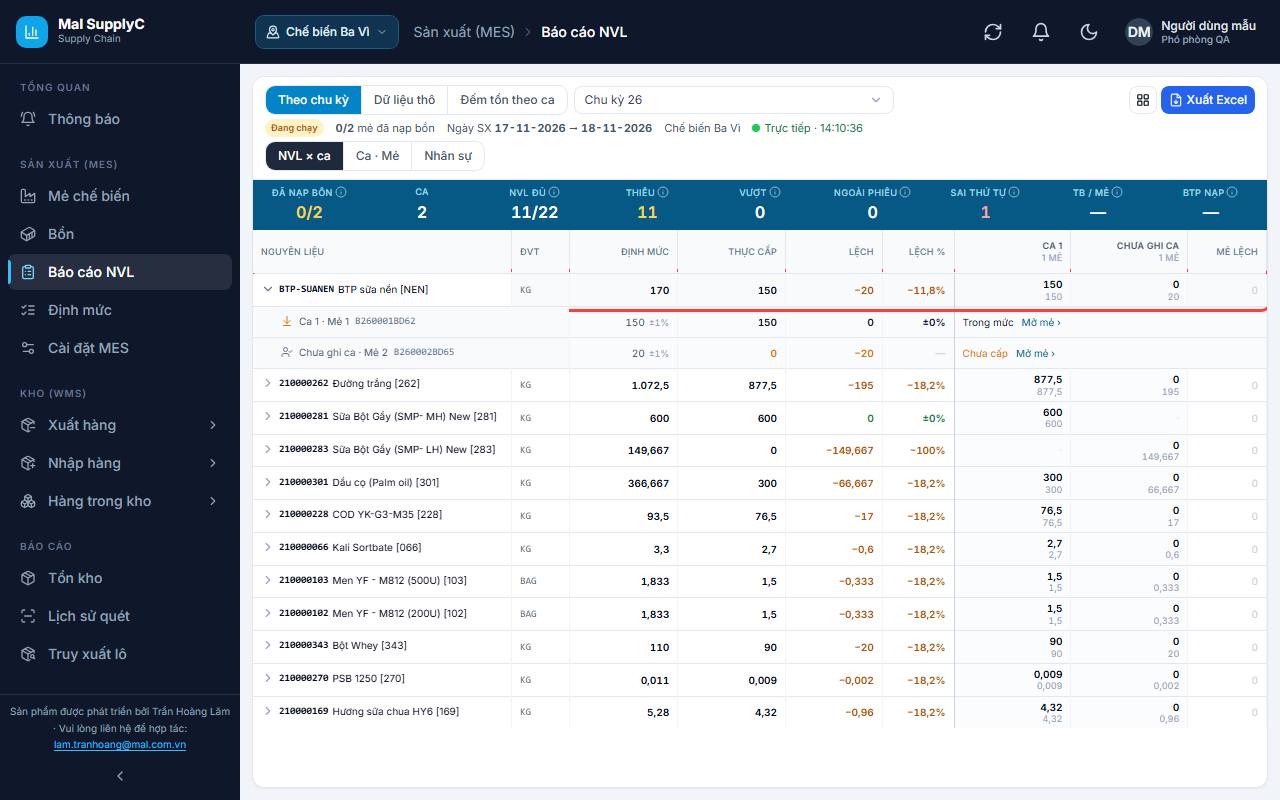 Mal SupplyC
Supply Chain
Chế biến Ba Vì
Sản xuất (MES) › Báo cáo NVL
DM
Người dùng mẫu
Phó phòng QA
TỔNG QUAN
Thông báo
SẢN XUẤT (MES)
Mẻ chế biến
Bồn
Báo cáo NVL
Định mức
Cài đặt MES
KHO (WMS)
Xuất hàng
Nhập hàng
Hàng trong kho
BÁO CÁO
Tồn kho
Lịch sử quét
Truy xuất lô
Sản phẩm được phát triển bởi Trần Hoàng Lâm
· Vui lòng liên hệ để hợp tác:
lam.tranhoang@mal.com.vn
Theo chu kỳ Dữ liệu thô Đếm tồn theo ca Chu kỳ 26 Xuất Excel
Đang chạy 0/2 mẻ đã nạp bồn Ngày SX 17-11-2026 → 18-11-2026 Chế biến Ba Vì Trực tiếp · 14:10:36
NVL × ca Ca · Mẻ Nhân sự
ĐÃ NẠP BỒN CA NVL ĐỦ THIẾU VƯỢT NGOÀI PHIẾU SAI THỨ TỰ TB / MẺ BTP NẠP
0/2 2 11/22 11 0 0 1 — —
NGUYÊN LIỆU ĐVT ĐỊNH MỨC THỰC CẤP LỆCH LỆCH % CA 1 CHƯA GHI CA MẺ LỆCH
1 MẺ 1 MẺ
BTP-SUANEN BTP sữa nền [NEN] KG 170 150 −20 −11,8% 150 0 0
150 20
Ca 1 · Mẻ 1 B260001BD62 150 ±1% 150 0 ±0% Trong mức Mở mẻ ›
Chưa ghi ca · Mẻ 2 B260002BD65 20 ±1% 0 −20 — Chưa cấp Mở mẻ ›
210000262 Đường trắng [262] KG 1.072,5 877,5 −195 −18,2% 877,5 0 0
877,5 195
210000281 Sữa Bột Gầy (SMP- MH) New [281] KG 600 600 0 ±0% 600 · 0
600
210000283 Sữa Bột Gầy (SMP- LH) New [283] KG 149,667 0 −149,667 −100% · 0 0
149,667
210000301 Dầu cọ (Palm oil) [301] KG 366,667 300 −66,667 −18,2% 300 0 0
300 66,667
210000228 COD YK-G3-M35 [228] KG 93,5 76,5 −17 −18,2% 76,5 0 0
76,5 17
210000066 Kali Sortbate [066] KG 3,3 2,7 −0,6 −18,2% 2,7 0 0
2,7 0,6
210000103 Men YF - M812 (500U) [103] BAG 1,833 1,5 −0,333 −18,2% 1,5 0 0
1,5 0,333
210000102 Men YF - M812 (200U) [102] BAG 1,833 1,5 −0,333 −18,2% 1,5 0 0
1,5 0,333
210000343 Bột Whey [343] KG 110 90 −20 −18,2% 90 0 0
90 20
210000270 PSB 1250 [270] KG 0,011 0,009 −0,002 −18,2% 0,009 0 0
0,009 0,002
210000169 Hương sữa chua HY6 [169] KG 5,28 4,32 −0,96 −18,2% 4,32 0 0
4,32 0,96